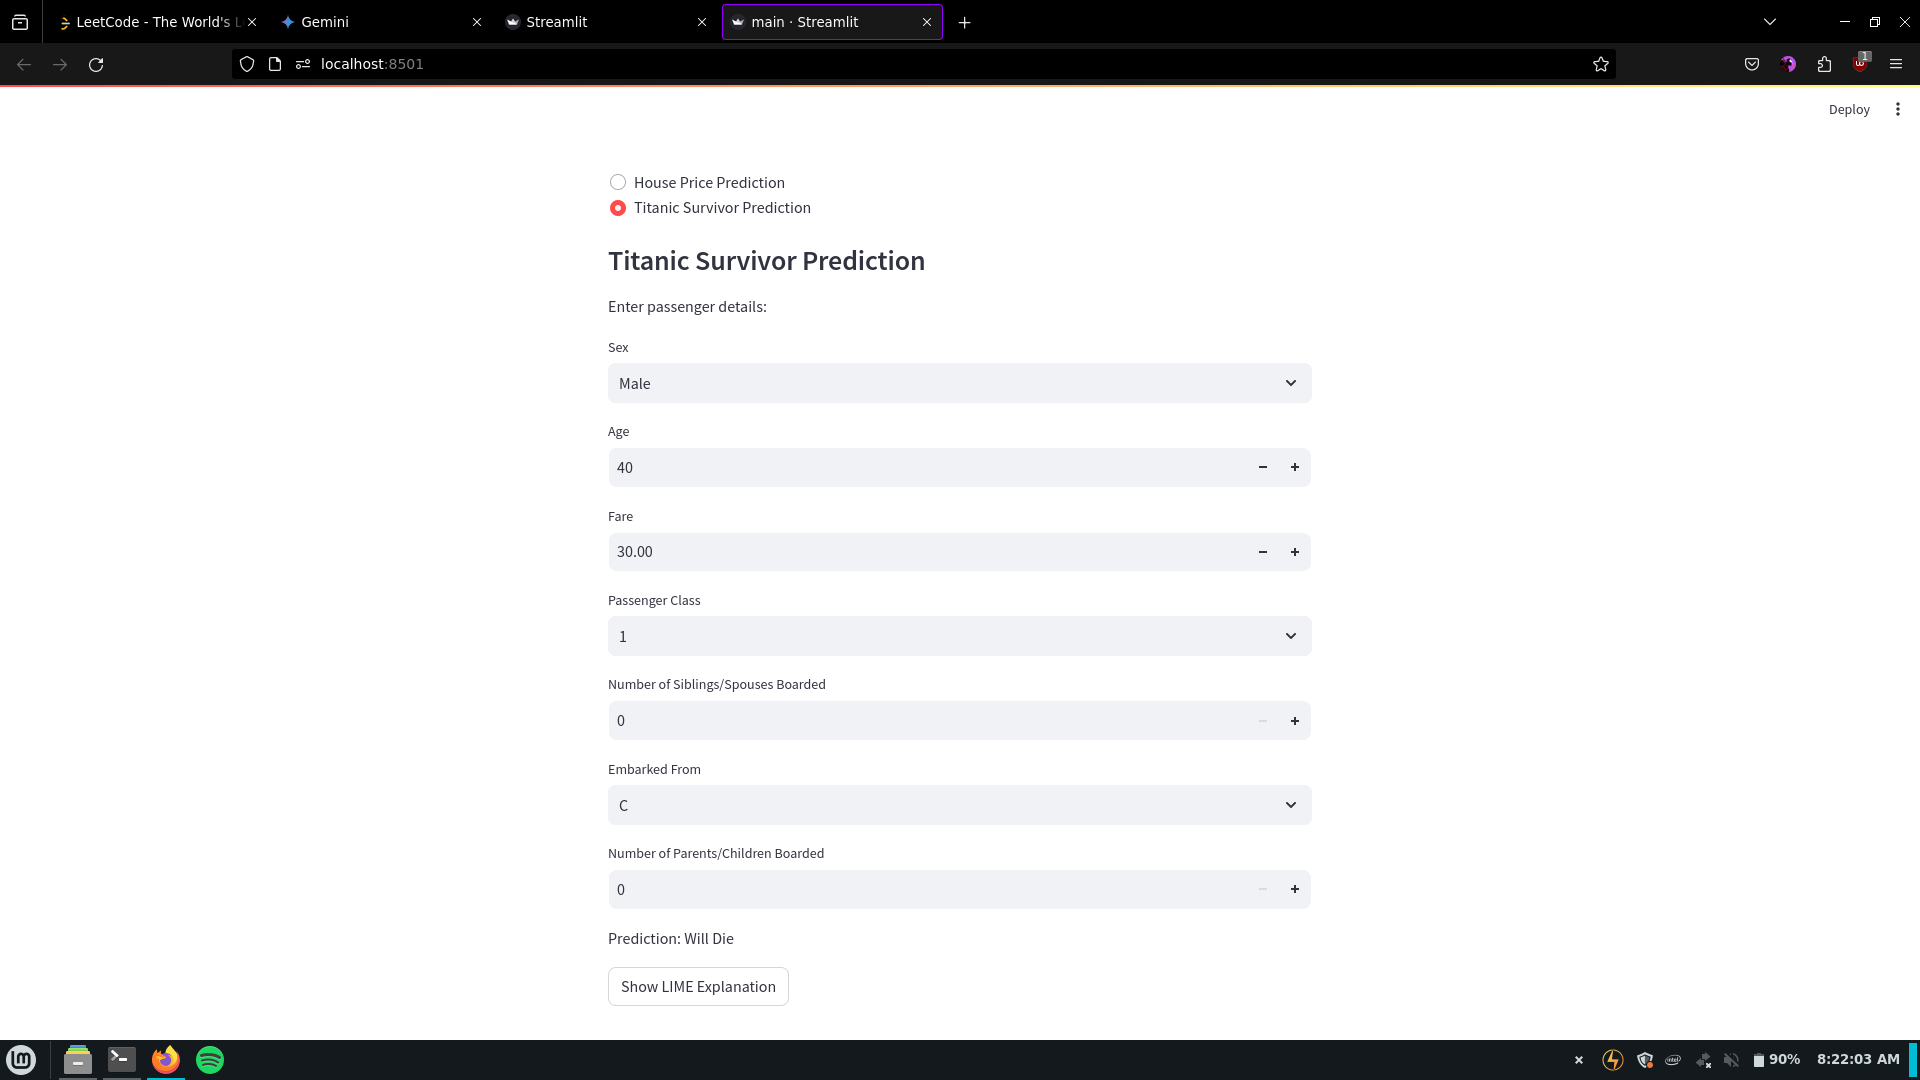 LeetCode - The World's L
Gemini
Streamlit
main · Streamlit
localhost:8501
1
Deploy
House Price Prediction
Titanic Survivor Prediction
Titanic Survivor Prediction
Enter passenger details:
Sex
Male
Age
40
Fare
30.00
Passenger Class
1
Number of Siblings/Spouses Boarded
0
Embarked From
C
Number of Parents/Children Boarded
0
Prediction: Will Die
Show LIME Explanation
90% 8:22:03 AM